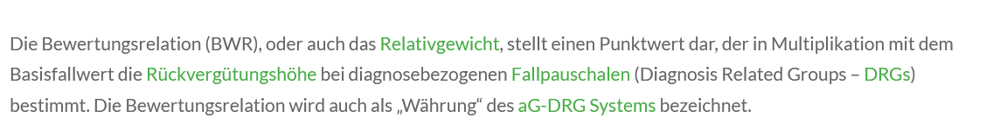 Die Bewertungsrelation (BWR), oder auch das Relativgewicht, stellt einen Punktwert dar, der in Multiplikation mit dem
Basisfallwert die Rückvergütungshöhe bei diagnosebezogenen Fallpauschalen (Diagnosis Related Groups – DRGs)
bestimmt. Die Bewertungsrelation wird auch als „Währung“ des aG-DRG Systems bezeichnet.